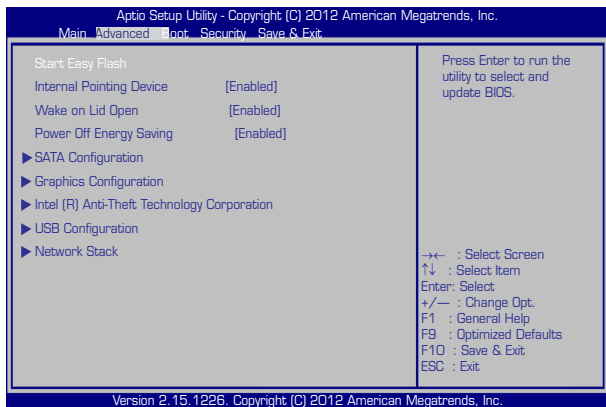 Aptio Setup Utility - Copyright (C) 2012 American Megatrends, Inc.
Main Advanced Boot Security Save & Exit
Start Easy Flash
Internal Pointing Device [Enabled]
Wake on Lid Open [Enabled]
Power Off Energy Saving [Enabled]
▶ SATA Configuration
▶ Graphics Configuration
▶ Intel (R) Anti-Theft Technology Corporation
▶ USB Configuration
▶ Network Stack
Press Enter to run the
utility to select and
update BIOS.
→← : Select Screen
↑↓ : Select Item
Enter: Select
+/— : Change Opt.
F1 : General Help
F9 : Optimized Defaults
F10 : Save & Exit
ESC : Exit
Version 2.15.1226. Copyright (C) 2012 American Megatrends, Inc.